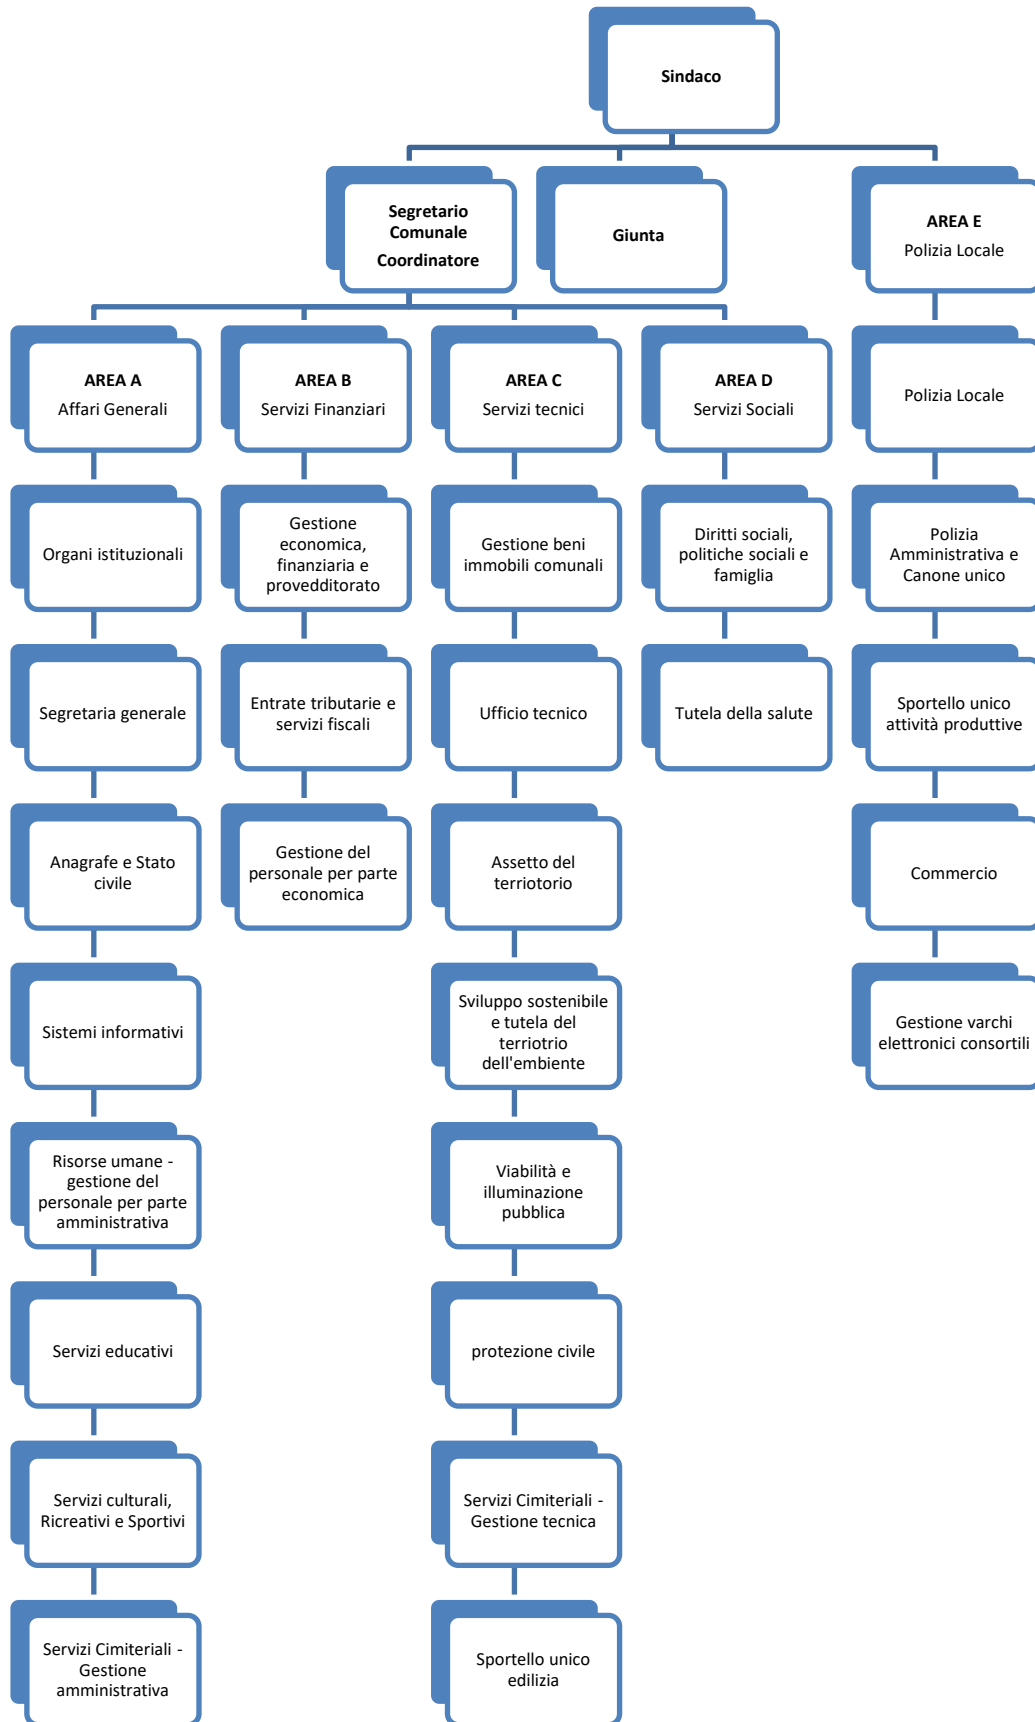 Sindaco
Segretario
Comunale
Coordinatore
Giunta
AREA E
Polizia Locale
AREA A
Affari Generali
AREA B
Servizi Finanziari
AREA C
Servizi tecnici
AREA D
Servizi Sociali
Polizia Locale
Organi istituzionali
Gestione
economica,
finanziaria e
provedditorato
Gestione beni
immobili comunali
Diritti sociali,
politiche sociali e
famiglia
Polizia
Amministrativa e
Canone unico
Segretaria generale
Entrate tributarie e
servizi fiscali
Ufficio tecnico
Tutela della salute
Sportello unico
attività produttive
Anagrafe e Stato
civile
Gestione del
personale per parte
economica
Assetto del
terriotorio
Commercio
Sistemi informativi
Sviluppo sostenibile
e tutela del
terriotrio
dell'embiente
Gestione varchi
elettronici consortili
Risorse umane -
gestione del
personale per parte
amministrativa
Viabilità e
illuminazione
pubblica
Servizi educativi
protezione civile
Servizi culturali,
Ricreativi e Sportivi
Servizi Cimiteriali -
Gestione tecnica
Servizi Cimiteriali -
Gestione
amministrativa
Sportello unico
edilizia